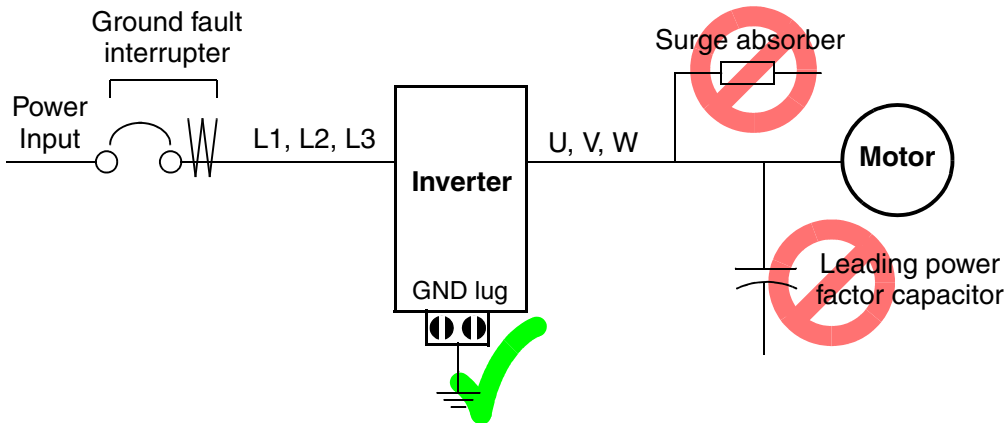 Ground fault
interrupter
Surge absorber
Power
Input
L1, L2, L3
U, V, W
Motor
Inverter
GND lug
Leading power
factor capacitor